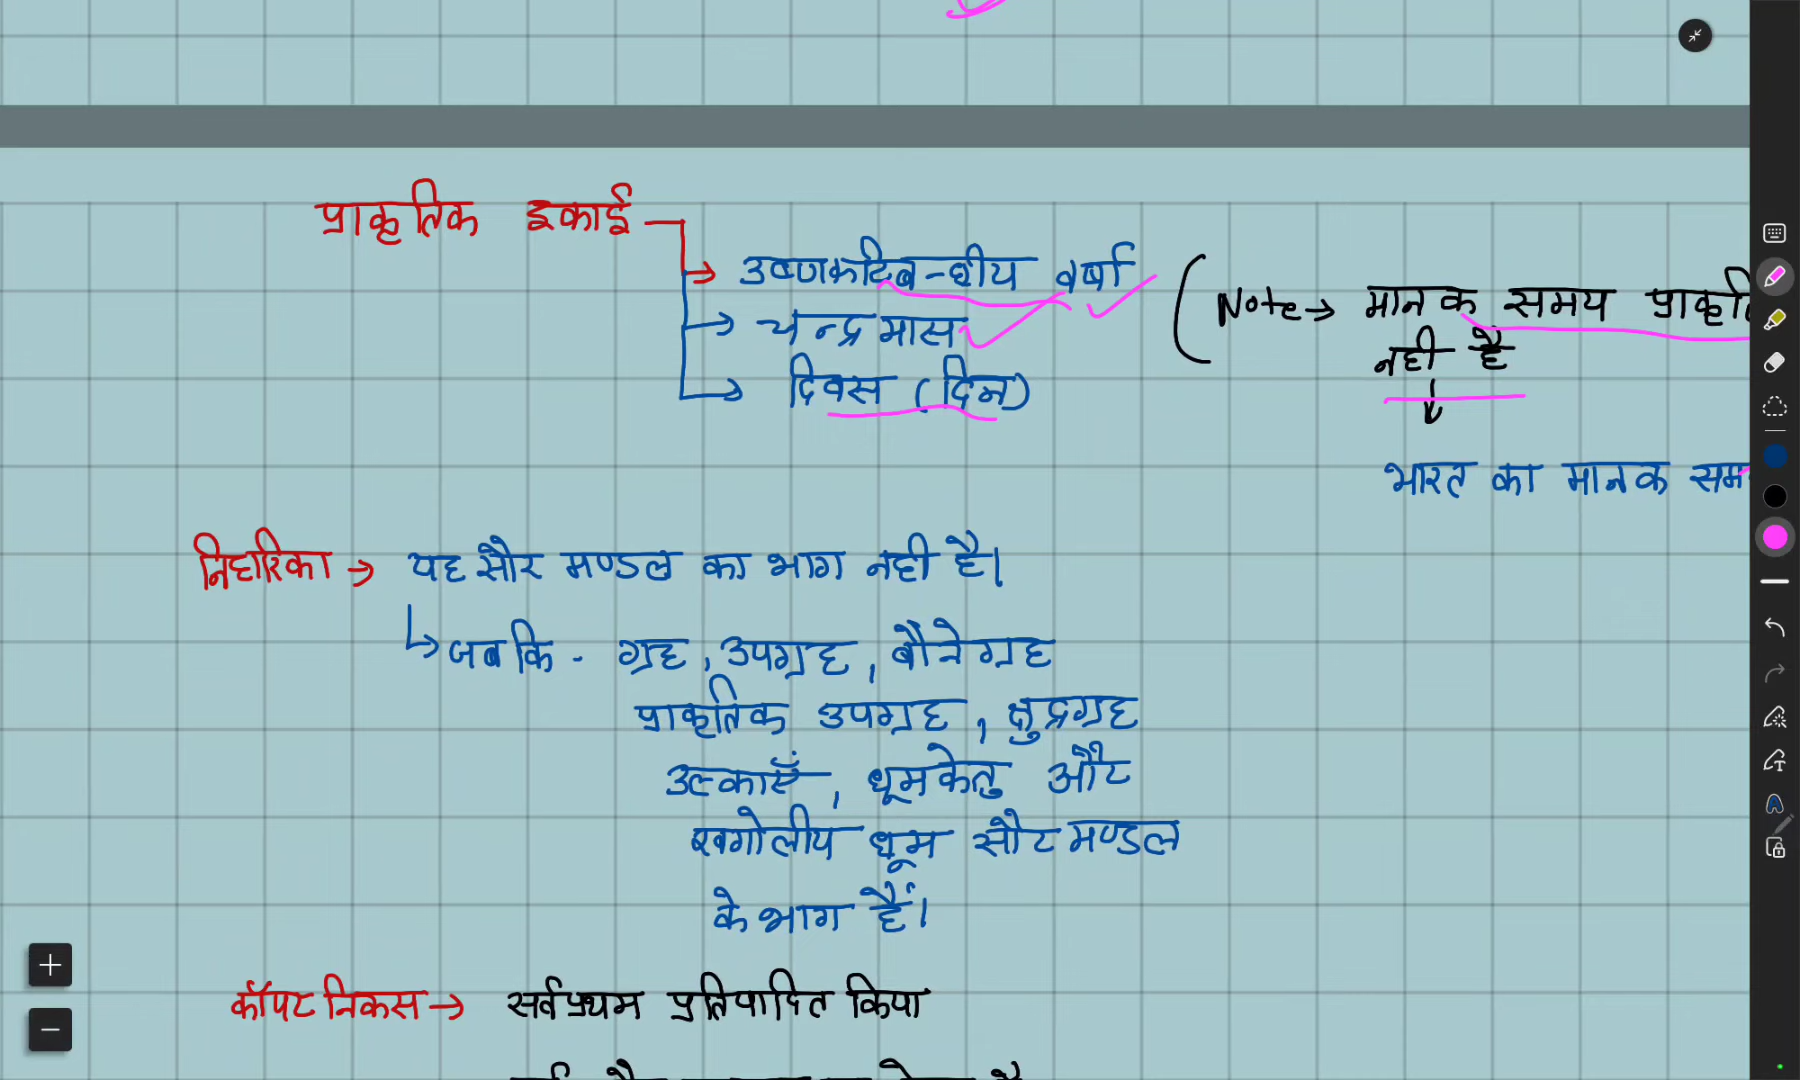 प्राकृतिक इकाई
उष्णकटिबन्धीय वर्षा
चन्द्र मास
दिवस (दिन)
(Note→ मानक समय प्राकृति
नही है
भारत का मानक सम
निहारिका → यह सौर मण्डल का भाग नही है।
जबकि - ग्रह, उपग्रह, बौने ग्रह
प्राकृतिक उपग्रह, क्षुद्रग्रह
उल्काएँ, धूमकेतु और
खगोलीय धूम सौर मण्डल
के भाग हैं।
कॉपरनिकस → सर्वप्रथम प्रतिपादित किया